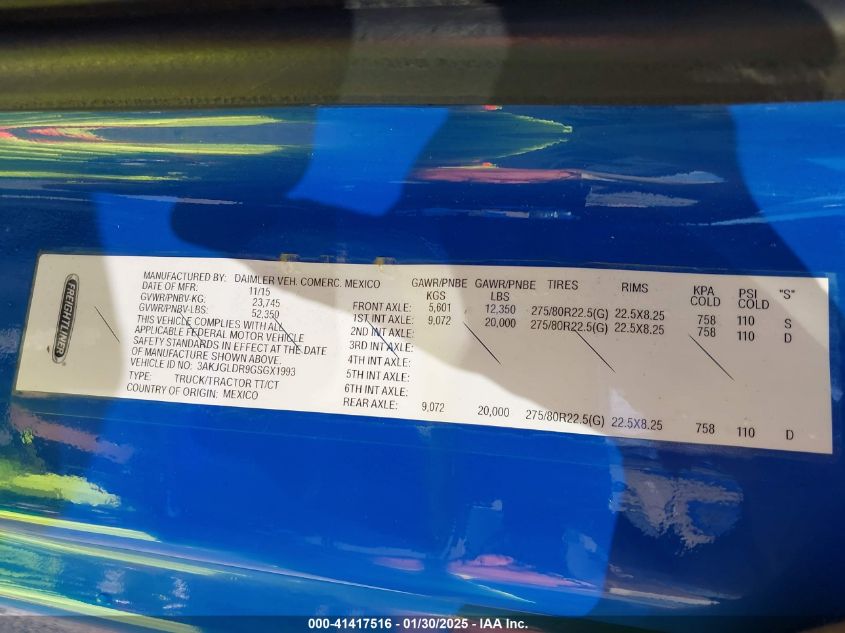 FREIGHTLINER
MANUFACTURED BY: DAIMLER VEH. COMERC. MEXICO
DATE OF MFR: 11/15
GVWR/PNBV-KG: 23,745
GVWR/PNBV-LBS: 52,350
THIS VEHICLE COMPLIES WITH ALL
APPLICABLE FEDERAL MOTOR VEHICLE
SAFETY STANDARDS IN EFFECT AT THE DATE
OF MANUFACTURE SHOWN ABOVE.
VEHICLE ID NO: 3AKJGLDR9GSGX1993
TYPE: TRUCK/TRACTOR TT/CT
COUNTRY OF ORIGIN: MEXICO
GAWR/PNBE KGS GAWR/PNBE LBS TIRES RIMS KPA COLD PSI COLD "S"
FRONT AXLE: 5,601 12,350 275/80R22.5(G) 22.5X8.25 758 110 S
1ST INT AXLE: 9,072 20,000 275/80R22.5(G) 22.5X8.25 758 110 D
2ND INT AXLE:
3RD INT AXLE:
4TH INT AXLE:
5TH INT AXLE:
6TH INT AXLE:
REAR AXLE: 9,072 20,000 275/80R22.5(G) 22.5X8.25 758 110 D
000-41417516 - 01/30/2025 - IAA Inc.